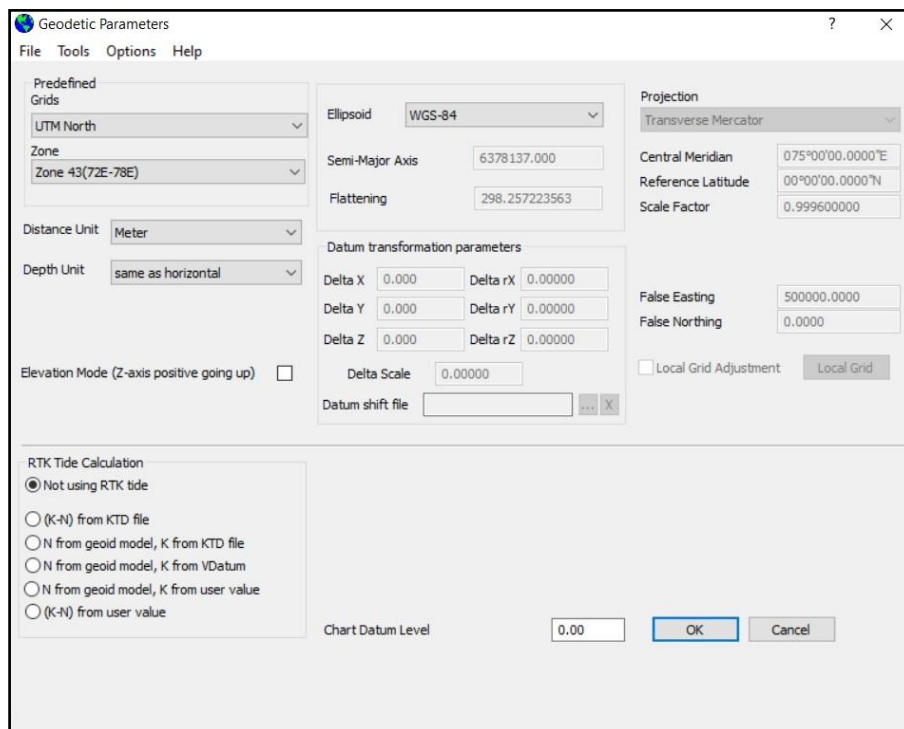 Geodetic Parameters
?
File Tools Options Help
Predefined
Grids
UTM North
Zone
Zone 43(72E-78E)
Distance Unit Meter
Depth Unit same as horizontal
Elevation Mode (Z-axis positive going up)
Ellipsoid WGS-84
Semi-Major Axis 6378137.000
Flattening 298.257223563
Datum transformation parameters
Delta X 0.000 Delta rX 0.00000
Delta Y 0.000 Delta rY 0.00000
Delta Z 0.000 Delta rZ 0.00000
Delta Scale 0.00000
Datum shift file ... X
Projection
Transverse Mercator
Central Meridian 075°00'00.0000"E
Reference Latitude 00°00'00.0000"N
Scale Factor 0.999600000
False Easting 500000.0000
False Northing 0.0000
Local Grid Adjustment Local Grid
RTK Tide Calculation
Not using RTK tide
(K-N) from KTD file
N from geoid model, K from KTD file
N from geoid model, K from VDatum
N from geoid model, K from user value
(K-N) from user value
Chart Datum Level 0.00 OK Cancel